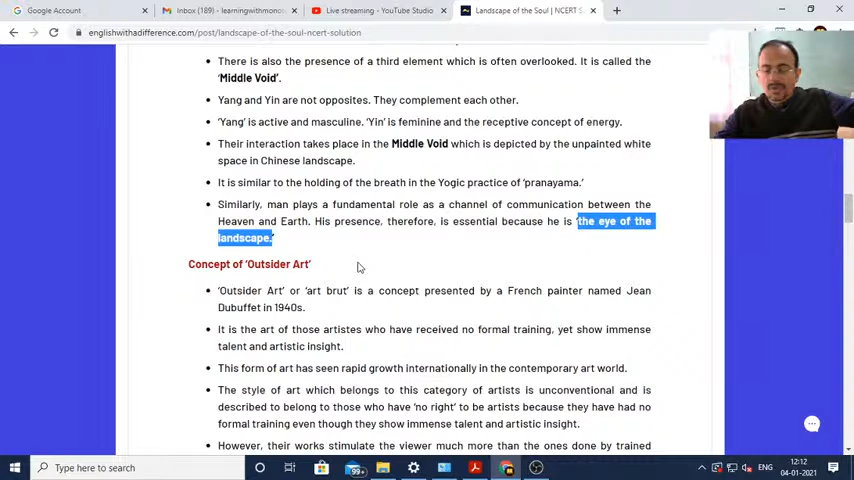 Google Account
Inbox (189) - learningwithmonos
Live streaming - YouTube Studio
Landscape of the Soul | NCERT S
englishwithadifference.com/post/landscape-of-the-soul-ncert-solution
There is also the presence of a third element which is often overlooked. It is called the
'Middle Void'.
Yang and Yin are not opposites. They complement each other.
'Yang' is active and masculine. 'Yin' is feminine and the receptive concept of energy.
Their interaction takes place in the Middle Void which is depicted by the unpainted white
space in Chinese landscape.
It is similar to the holding of the breath in the Yogic practice of 'pranayama.'
Similarly, man plays a fundamental role as a channel of communication between the
Heaven and Earth. His presence, therefore, is essential because he is 'the eye of the
landscape.'
Concept of 'Outsider Art'
'Outsider Art' or 'art brut' is a concept presented by a French painter named Jean
Dubuffet in 1940s.
It is the art of those artistes who have received no formal training, yet show immense
talent and artistic insight.
This form of art has seen rapid growth internationally in the contemporary art world.
The style of art which belongs to this category of artists is unconventional and is
described to belong to those who have 'no right' to be artists because they have had no
formal training even though they show immense talent and artistic insight.
However, their works stimulate the viewer much more than the ones done by trained
Type here to search
99+
ENG
12:12
04-01-2021